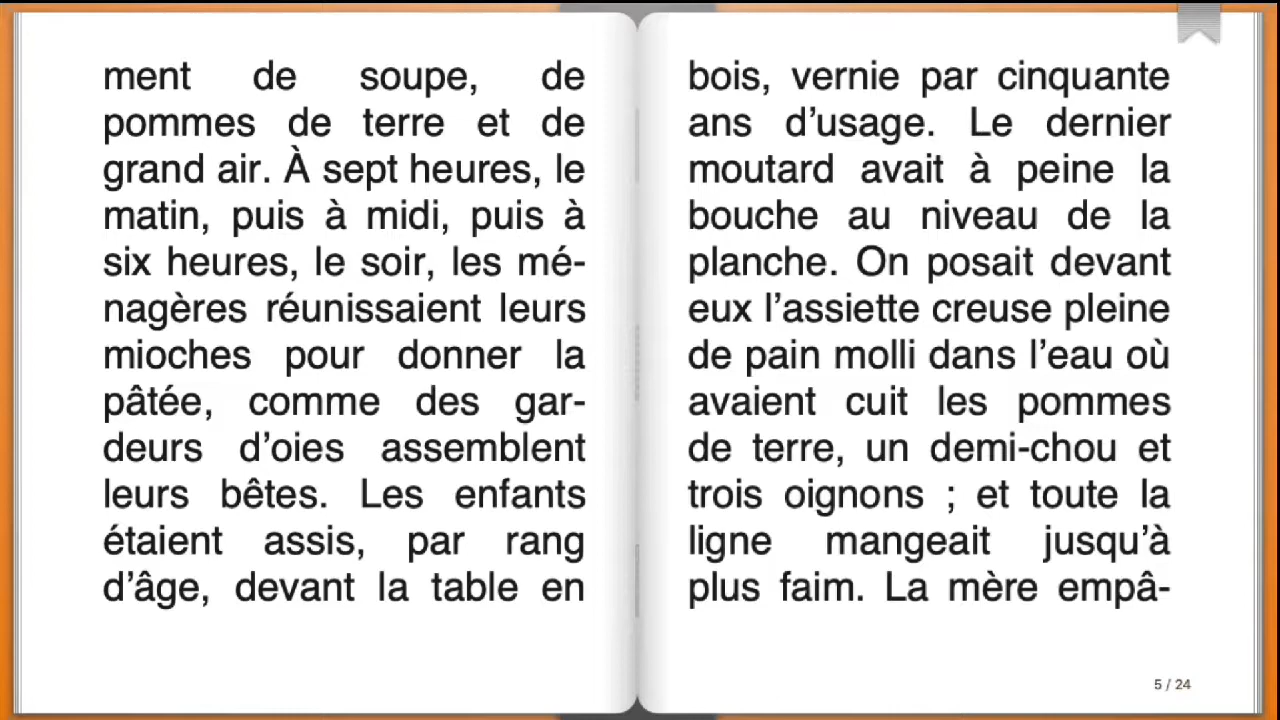 ment de soupe, de
pommes de terre et de
grand air. À sept heures, le
matin, puis à midi, puis à
six heures, le soir, les mé-
nagères réunissaient leurs
mioches pour donner la
pâtée, comme des gar-
deurs d’oies assemblent
leurs bêtes. Les enfants
étaient assis, par rang
d’âge, devant la table en
bois, vernie par cinquante
ans d’usage. Le dernier
moutard avait à peine la
bouche au niveau de la
planche. On posait devant
eux l’assiette creuse pleine
de pain molli dans l’eau où
avaient cuit les pommes
de terre, un demi-chou et
trois oignons ; et toute la
ligne mangeait jusqu’à
plus faim. La mère empâ-
5 / 24